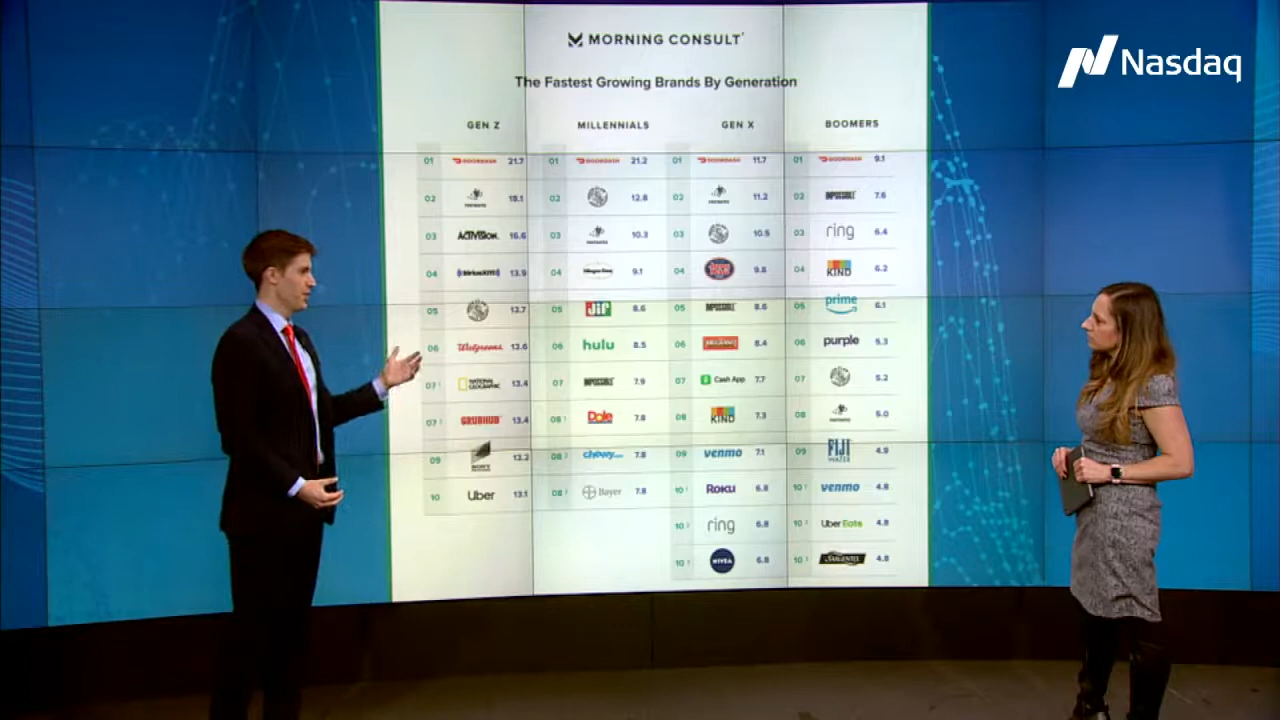 MORNING CONSULT
Nasdaq
The Fastest Growing Brands By Generation
GEN Z MILLENNIALS GEN X BOOMERS
01 DOORDASH 21.7 01 DOORDASH 21.2 01 DOORDASH 11.7 01 DOORDASH 9.1
02 18.1 02 12.8 02 11.2 02 IMPOSSIBLE 7.6
03 ACTIVISION 16.6 03 10.3 03 10.5 03 ring 6.4
04 SiriusXM 13.9 04 Häagen-Dazs 9.1 04 9.8 04 KIND 6.2
05 13.7 05 JIF 8.6 05 IMPOSSIBLE 8.6 05 prime 6.1
06 Walgreens 13.6 06 hulu 8.5 06 8.4 06 purple 5.3
07 NATIONAL GEOGRAPHIC 13.4 07 IMPOSSIBLE 7.9 07 Cash App 7.7 07 5.2
07 GRUBHUB 13.4 08 Dole 7.8 08 KIND 7.3 08 5.0
09 13.2 08 chewy.com 7.8 09 venmo 7.1 09 FIJI WATER 4.9
10 Uber 13.1 08 Bayer 7.8 10 ROKU 6.8 10 venmo 4.8
10 ring 6.8 10 Uber Eats 4.8
10 NIVEA 6.8 10 SARGENTO 4.8